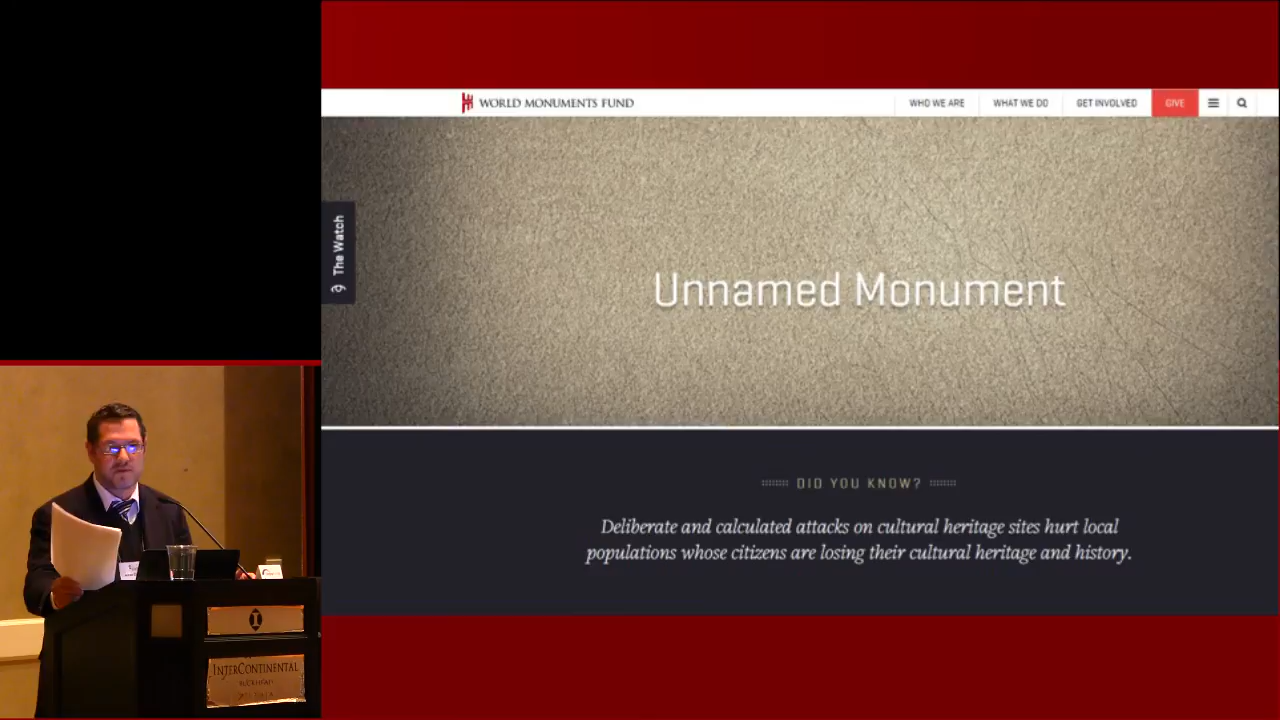 WORLD MONUMENTS FUND
WHO WE ARE
WHAT WE DO
GET INVOLVED
GIVE
The Watch
Unnamed Monument
DID YOU KNOW?
Deliberate and calculated attacks on cultural heritage sites hurt local
populations whose citizens are losing their cultural heritage and history.
INTERCONTINENTAL
BUCKHEAD